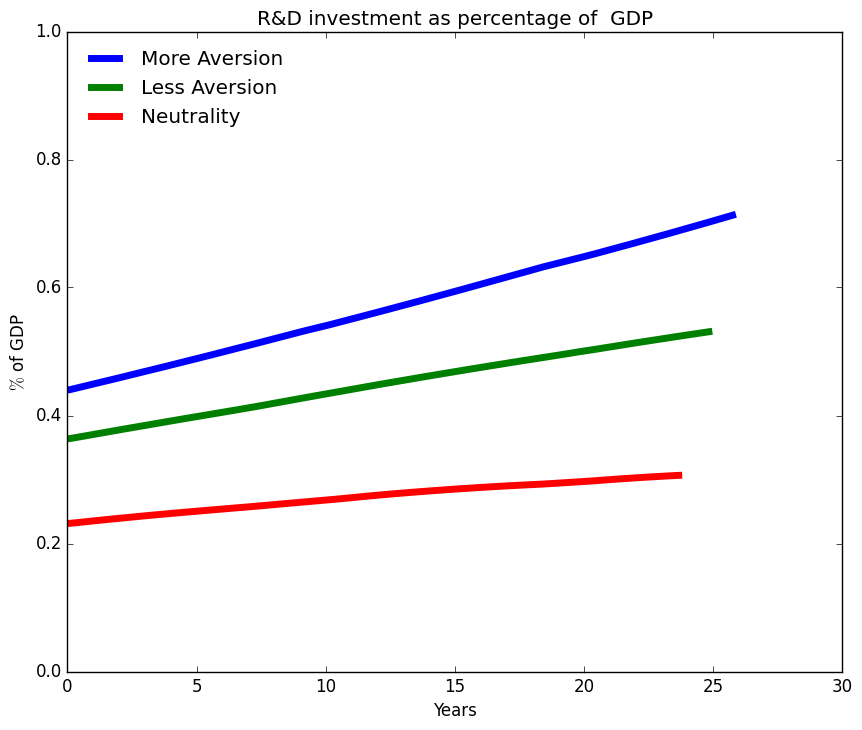 R&D investment as percentage of  GDP
1.0
0.8
0.6
0.4
0.2
0.0
% of GDP
More Aversion
Less Aversion
Neutrality
0 5 10 15 20 25 30
Years